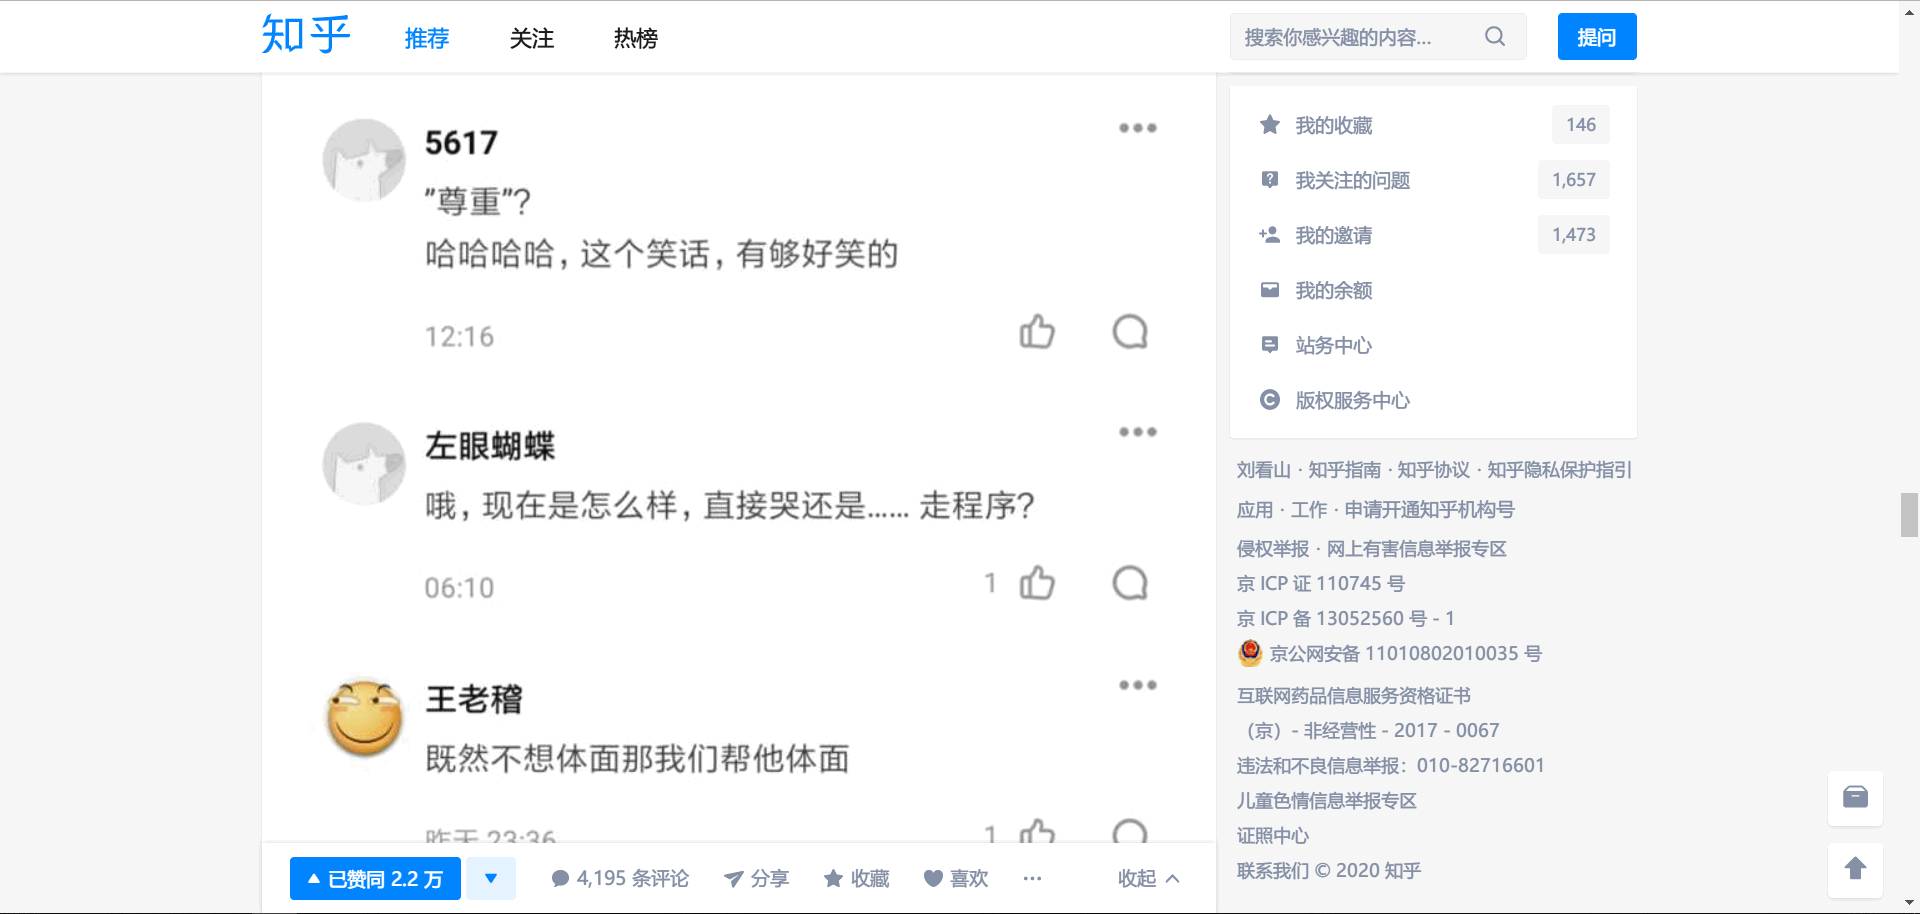 知乎
推荐 关注 热榜
搜索你感兴趣的内容...
提问
5617
"尊重"?
哈哈哈哈，这个笑话，有够好笑的
12:16
左眼蝴蝶
哦，现在是怎么样，直接哭还是…… 走程序?
06:10
1
王老稽
既然不想体面那我们帮他体面
昨天 23:36
1
已赞同 2.2 万
4,195 条评论
分享
收藏
喜欢
收起
我的收藏 146
我关注的问题 1,657
我的邀请 1,473
我的余额
站务中心
版权服务中心
刘看山 · 知乎指南 · 知乎协议 · 知乎隐私保护指引
应用 · 工作 · 申请开通知乎机构号
侵权举报 · 网上有害信息举报专区
京 ICP 证 110745 号
京 ICP 备 13052560 号 - 1
京公网安备 11010802010035 号
互联网药品信息服务资格证书
（京）- 非经营性 - 2017 - 0067
违法和不良信息举报：010-82716601
儿童色情信息举报专区
证照中心
联系我们 © 2020 知乎